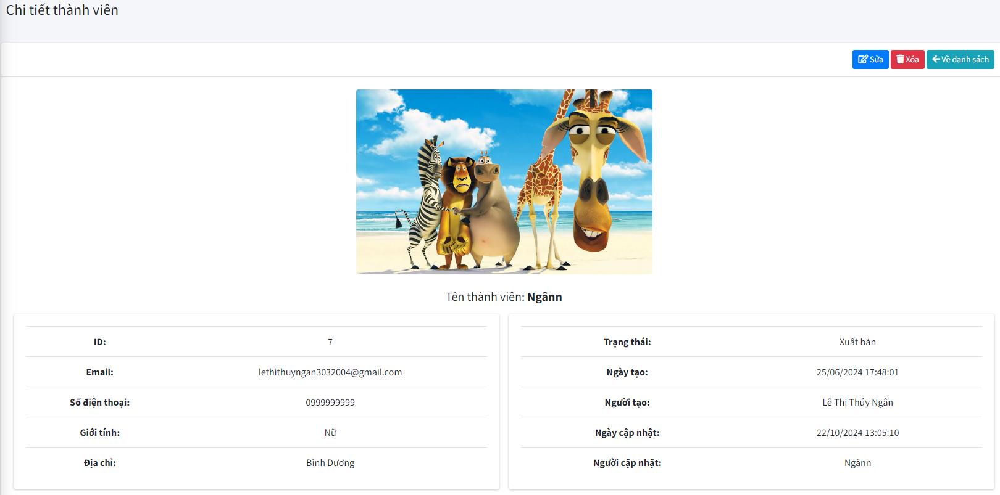 Chi tiết thành viên
Sửa Xóa Về danh sách
Tên thành viên: Ngânn
ID: 7
Email: lethithuyngan3032004@gmail.com
Số điện thoại: 0999999999
Giới tính: Nữ
Địa chỉ: Bình Dương
Trạng thái: Xuất bản
Ngày tạo: 25/06/2024 17:48:01
Người tạo: Lê Thị Thúy Ngân
Ngày cập nhật: 22/10/2024 13:05:10
Người cập nhật: Ngânn